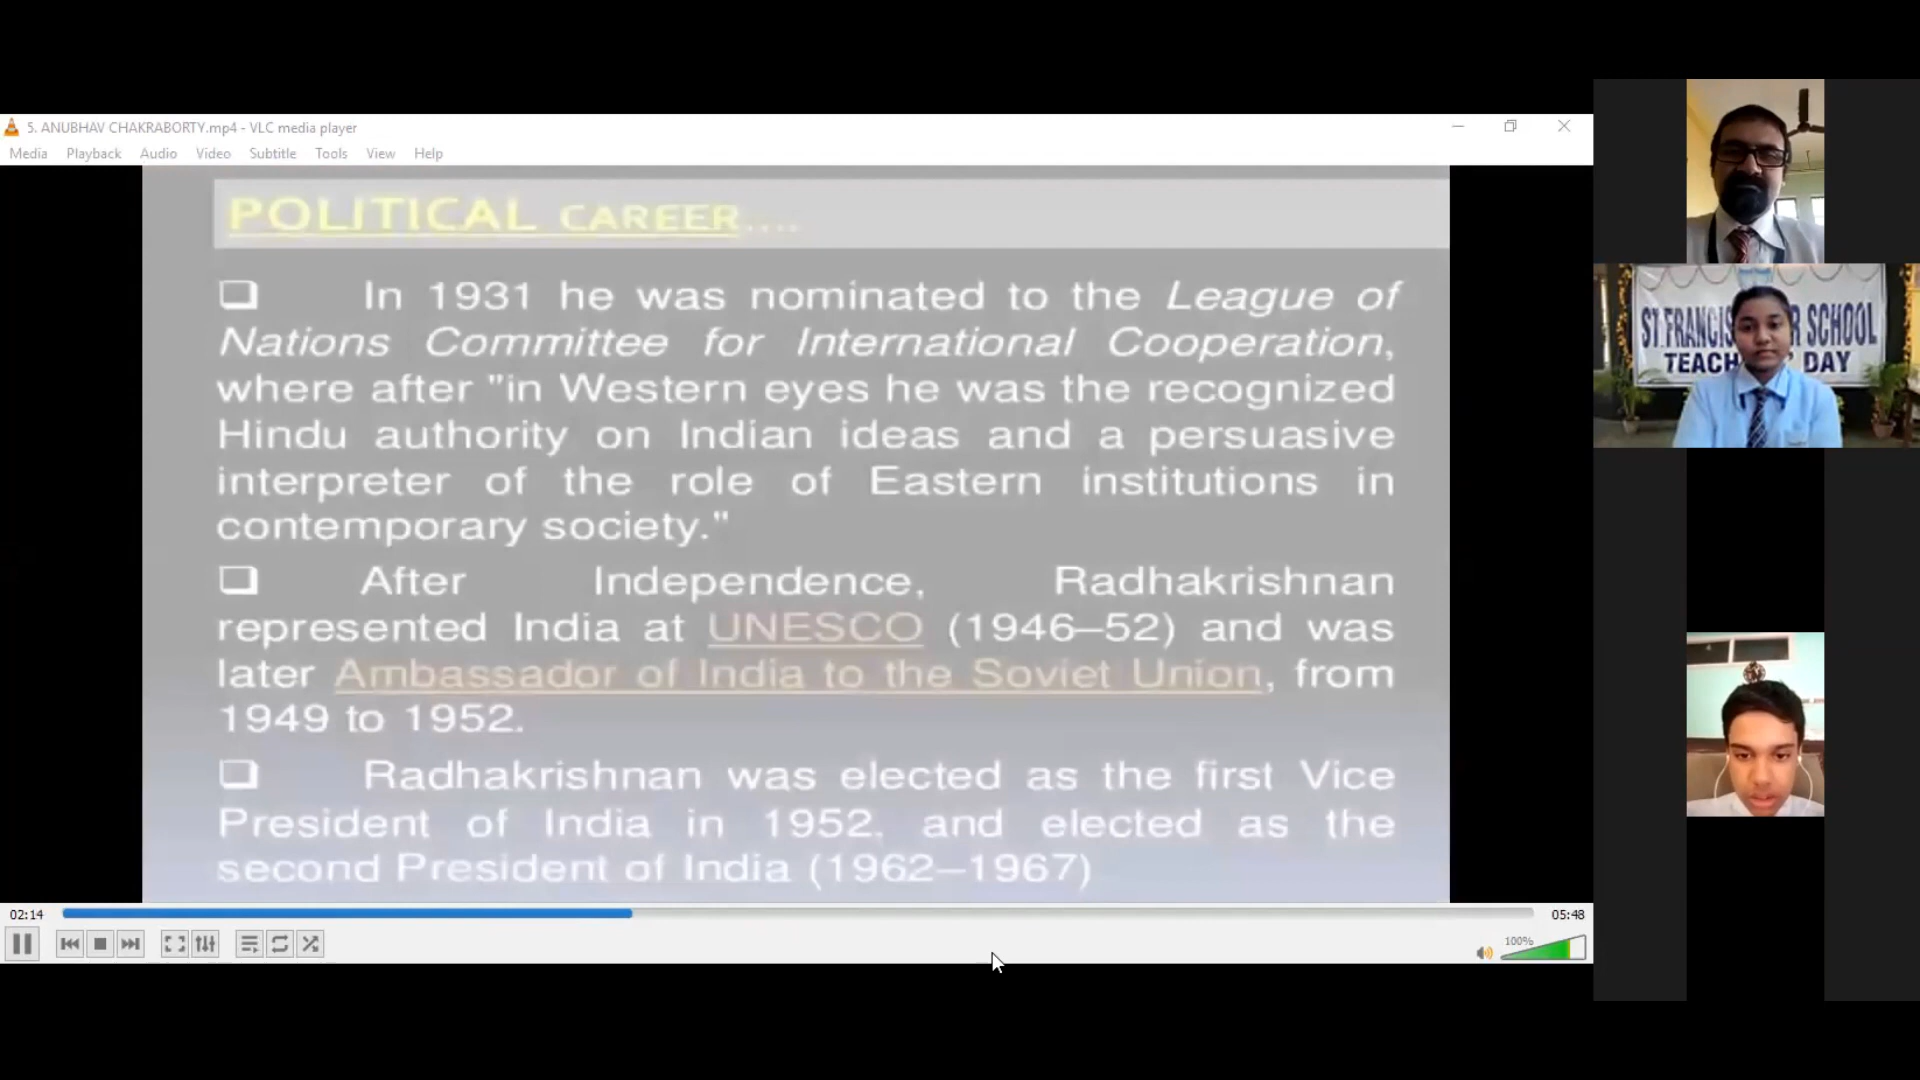 5. ANUBHAV CHAKRABORTY.mp4 - VLC media player
Media Playback Audio Video Subtitle Tools View Help
POLITICAL CAREER....
In 1931 he was nominated to the League of
Nations Committee for International Cooperation,
where after "in Western eyes he was the recognized
Hindu authority on Indian ideas and a persuasive
interpreter of the role of Eastern institutions in
contemporary society."
After Independence, Radhakrishnan
represented India at UNESCO (1946–52) and was
later Ambassador of India to the Soviet Union, from
1949 to 1952.
Radhakrishnan was elected as the first Vice
President of India in 1952, and elected as the
second President of India (1962–1967)
02:14
05:48
100%
ST FRANCIS SCHOOL
DAY